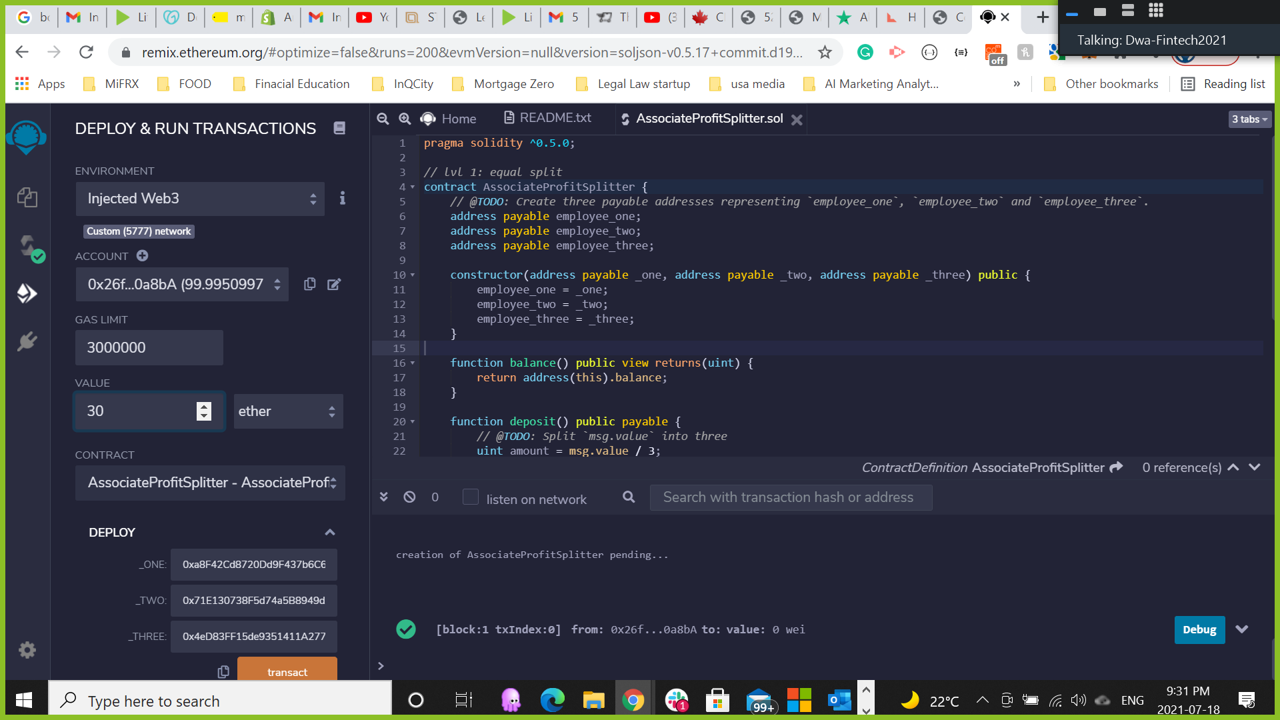 bo
In
Li
G
my
A
In
Yo
St
Le
Li
5
Th
(3
C
5a
M
A
H
C
Talking: Dwa-Fintech2021
remix.ethereum.org/#optimize=false&runs=200&evmVersion=null&version=soljson-v0.5.17+commit.d19...
off
Apps
MiFRX
FOOD
Finacial Education
InQCity
Mortgage Zero
Legal Law startup
usa media
AI Marketing Analyt...
»
Other bookmarks
Reading list
DEPLOY & RUN TRANSACTIONS
ENVIRONMENT
Injected Web3
Custom (5777) network
ACCOUNT
0x26f...0a8bA (99.9950997
GAS LIMIT
3000000
VALUE
30
ether
CONTRACT
AssociateProfitSplitter - AssociateProf
DEPLOY
_ONE:
0xa8F42Cd8720Dd9F437b6C6
_TWO:
0x71E130738F5d74a5B8949d
_THREE:
0x4eD83FF15de9351411A277
transact
Home
README.txt
AssociateProfitSplitter.sol
3 tabs
1 pragma solidity ^0.5.0;
2
3 // lvl 1: equal split
4 contract AssociateProfitSplitter {
5 // @TODO: Create three payable addresses representing `employee_one`, `employee_two` and `employee_three`.
6 address payable employee_one;
7 address payable employee_two;
8 address payable employee_three;
9
10 constructor(address payable _one, address payable _two, address payable _three) public {
11 employee_one = _one;
12 employee_two = _two;
13 employee_three = _three;
14 }
15
16 function balance() public view returns(uint) {
17 return address(this).balance;
18 }
19
20 function deposit() public payable {
21 // @TODO: Split `msg.value` into three
22 uint amount = msg.value / 3;
ContractDefinition AssociateProfitSplitter
0 reference(s)
0
listen on network
Search with transaction hash or address
creation of AssociateProfitSplitter pending...
[block:1 txIndex:0] from: 0x26f...0a8bA to: value: 0 wei
Debug
>
Type here to search
1
99+
22°C
ENG
9:31 PM
2021-07-18